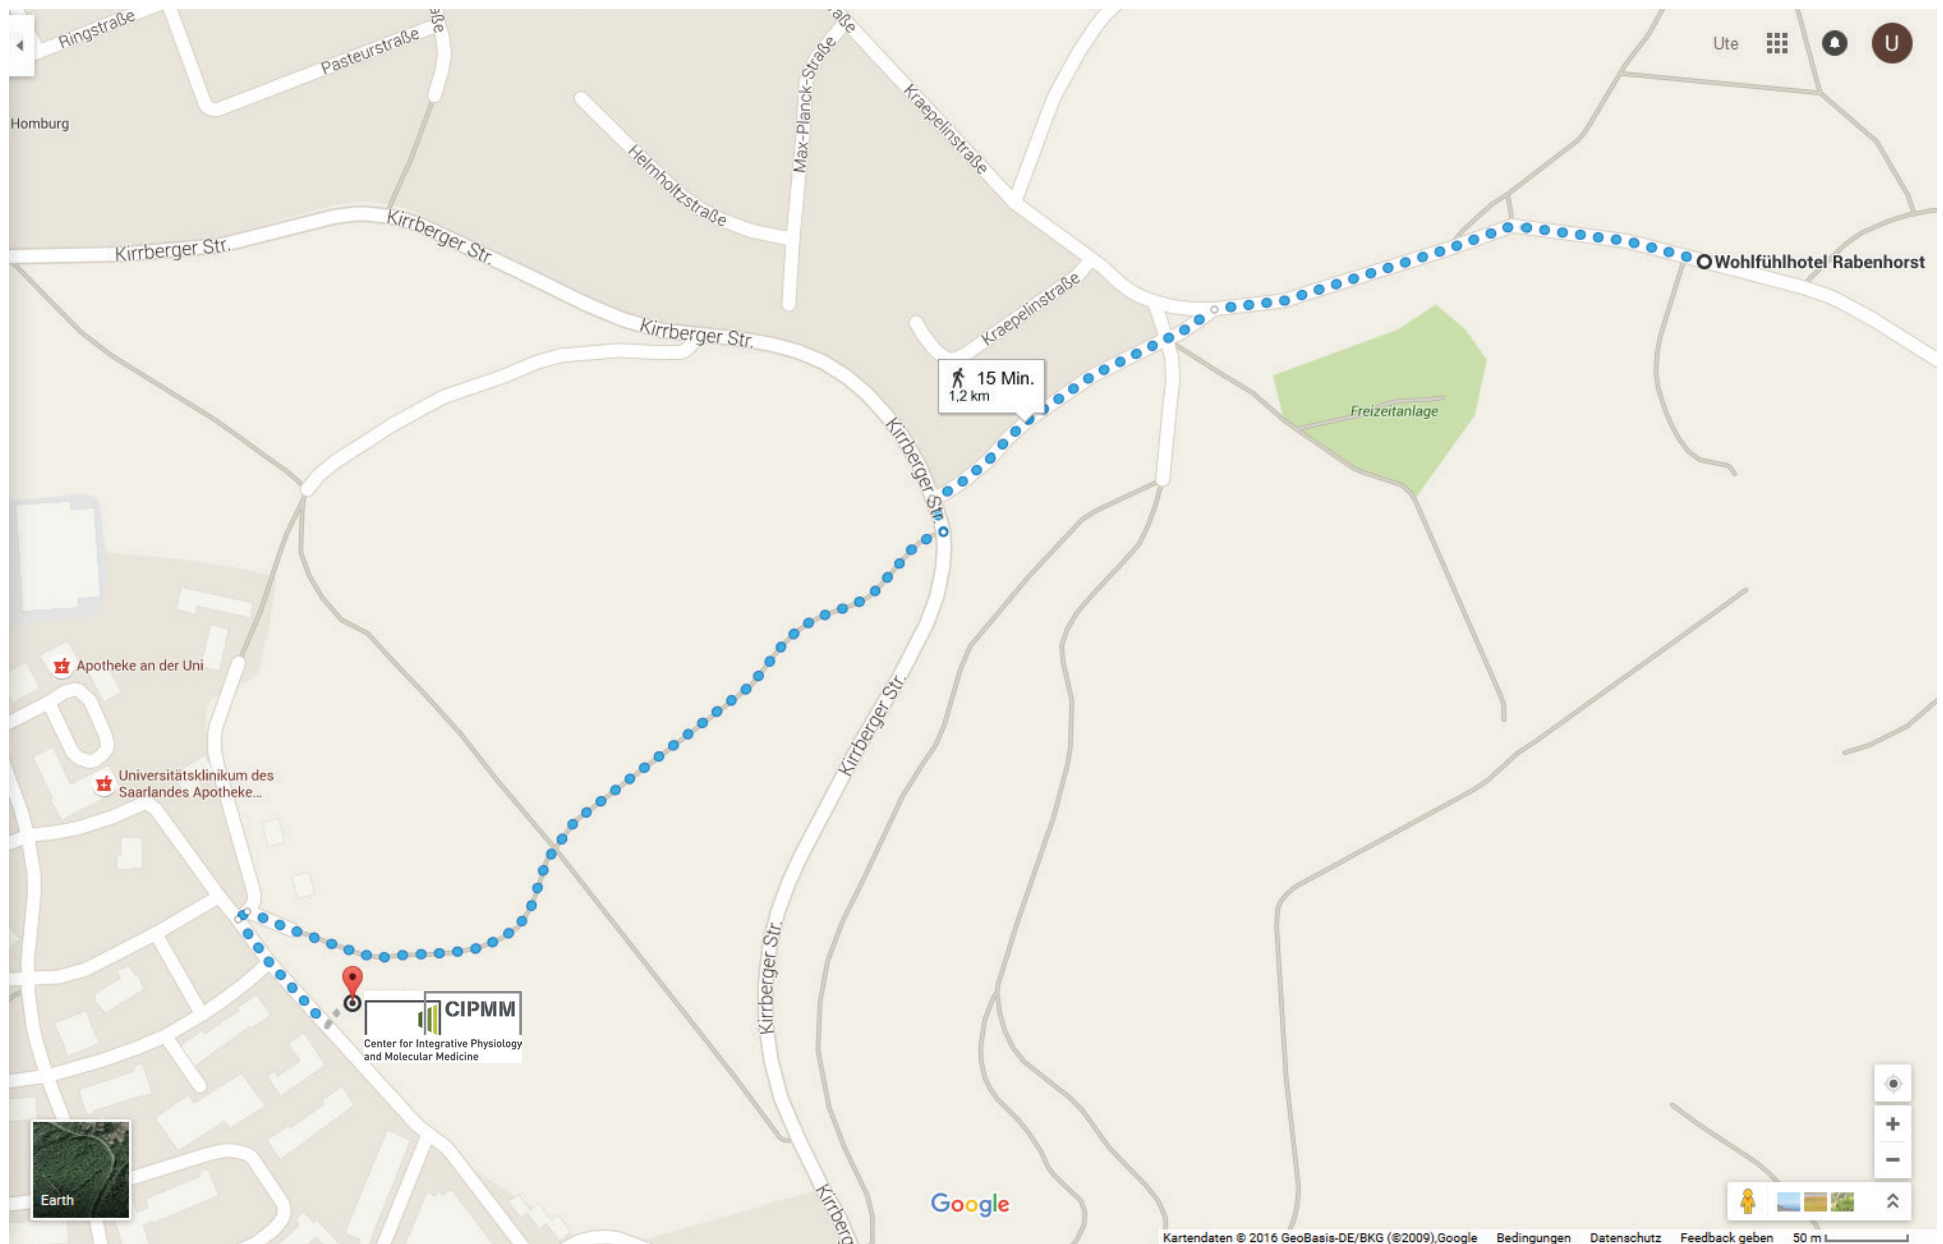 Ringstraße
Pasteurstraße
aße
aße
Kraepelinstraße
Max-Planck-Straße
Helmholtzstraße
Ute
U
Homburg
Kirrberger Str.
Kirrberger Str.
Kirrberger Str.
Kraepelinstraße
Wohlfühlhotel Rabenhorst
15 Min.
1,2 km
Freizeitanlage
Kirrberger Str.
Apotheke an der Uni
Kirrberger Str.
Universitätsklinikum des
Saarlandes Apotheke...
Kirrberger Str.
CIPMM
Center for Integrative Physiology
and Molecular Medicine
Kirrberg
Earth
Google
Kartendaten © 2016 GeoBasis-DE/BKG (©2009),Google Bedingungen Datenschutz Feedback geben 50 m